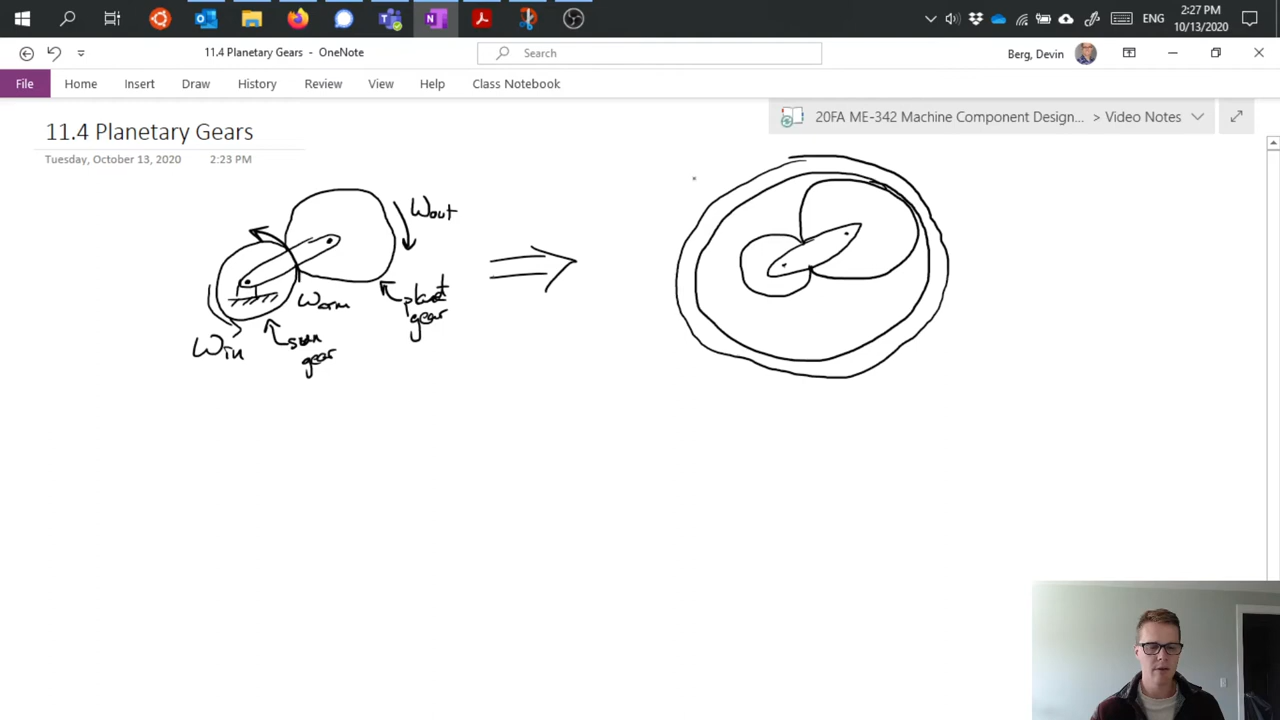 ENG
2:27 PM
10/13/2020
11.4 Planetary Gears - OneNote
Search
Berg, Devin
File
Home
Insert
Draw
History
Review
View
Help
Class Notebook
11.4 Planetary Gears
Tuesday, October 13, 2020
2:23 PM
20FA ME-342 Machine Component Design... > Video Notes
Wout
Warm
planet
gear
Win
sun
gear